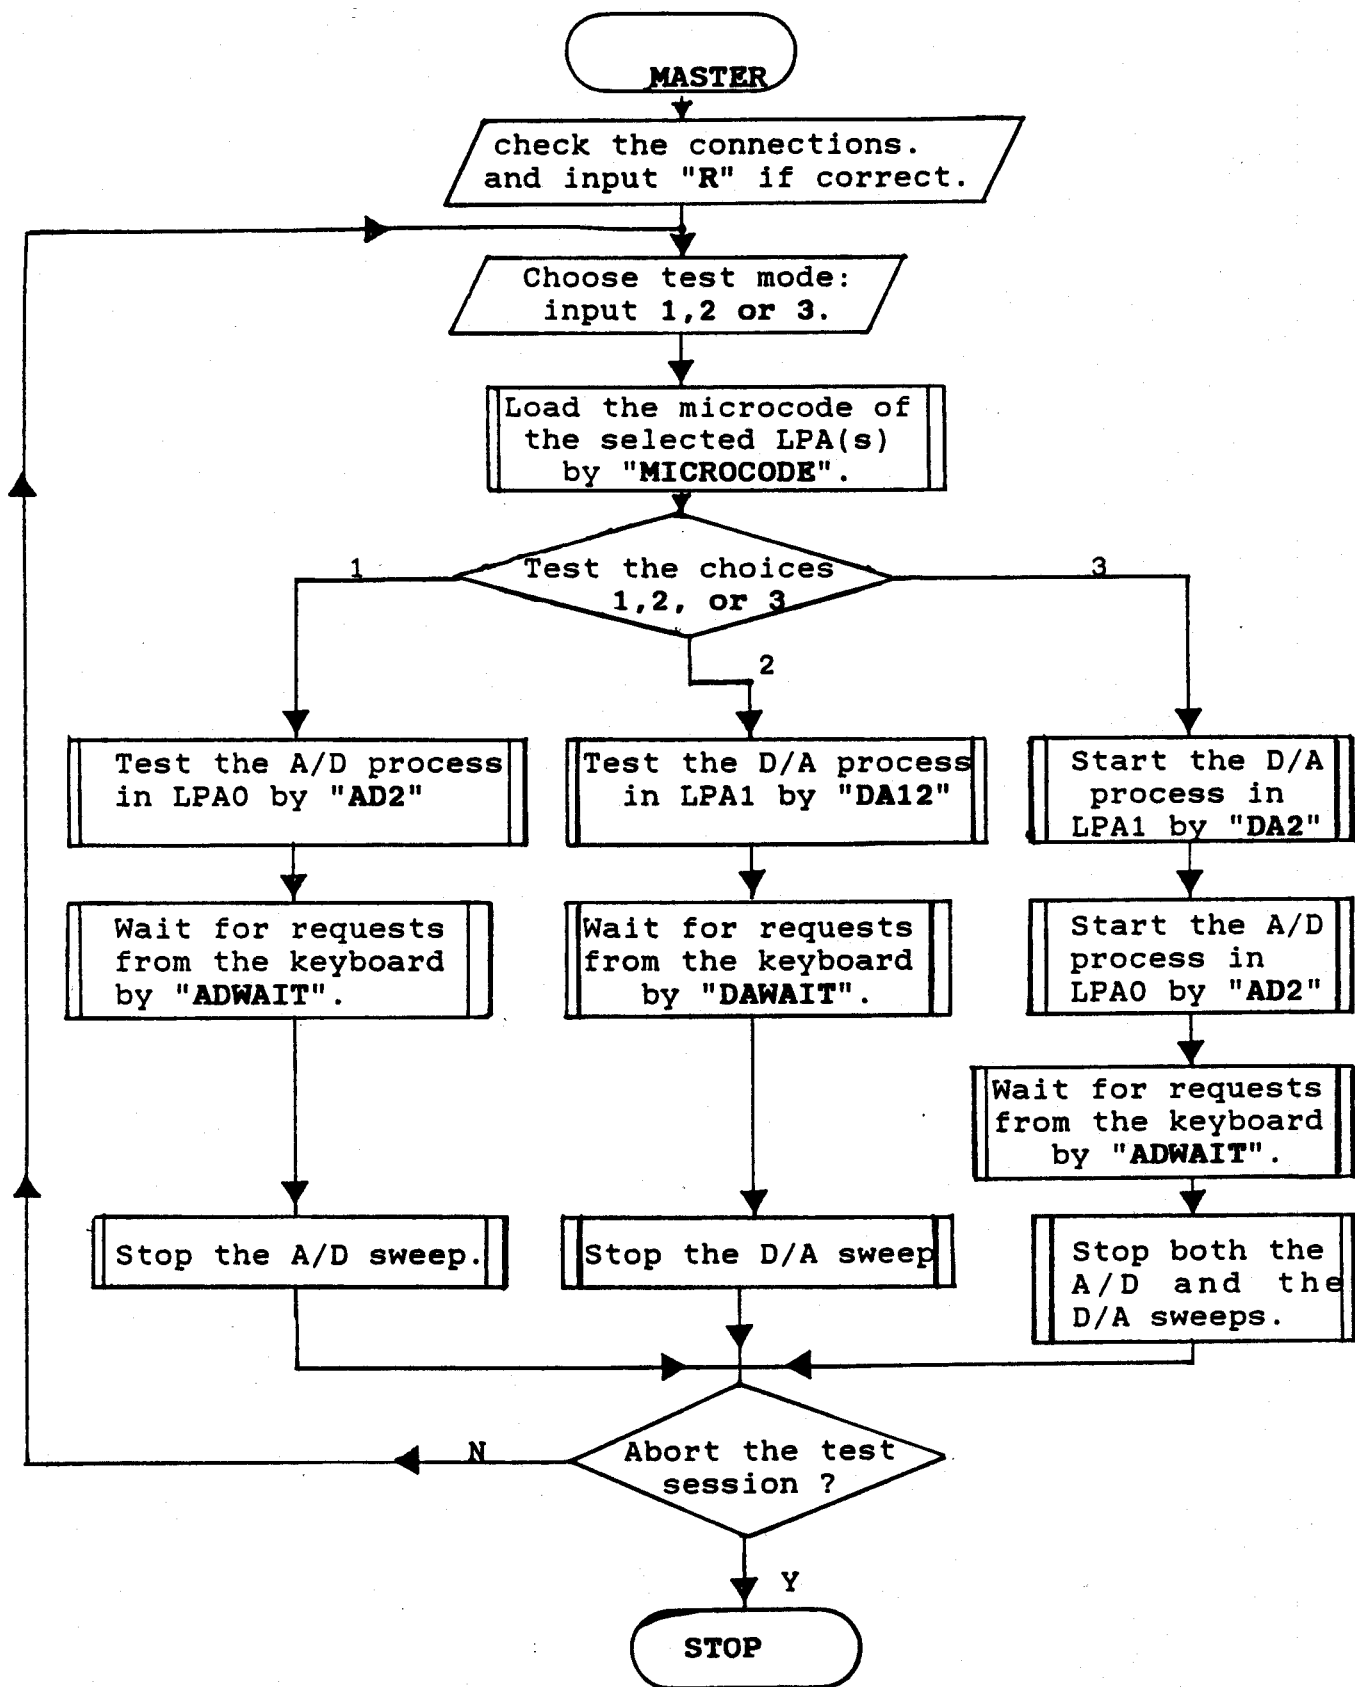 MASTER
check the connections.
and input "R" if correct.
Choose test mode:
input 1,2 or 3.
Load the microcode of
the selected LPA(s)
by "MICROCODE".
Test the choices
1,2, or 3
1
2
3
Test the A/D process
in LPA0 by "AD2"
Test the D/A process
in LPA1 by "DA12"
Start the D/A
process in
LPA1 by "DA2"
Wait for requests
from the keyboard
by "ADWAIT".
Wait for requests
from the keyboard
by "DAWAIT".
Start the A/D
process in
LPA0 by "AD2"
Wait for requests
from the keyboard
by "ADWAIT".
Stop the A/D sweep.
Stop the D/A sweep
Stop both the
A/D and the
D/A sweeps.
Abort the test
session ?
N
Y
STOP